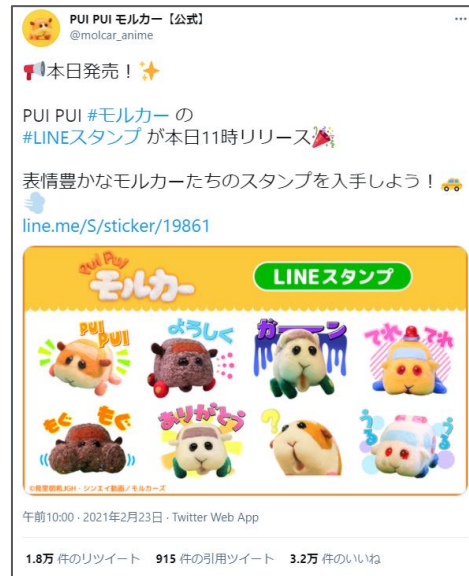 PUI PUI モルカー【公式】
@molcar_anime
本日発売！
PUI PUI #モルカー の
#LINEスタンプ が本日11時リリース
表情豊かなモルカーたちのスタンプを入手しよう！
line.me/S/sticker/19861
PUI PUI
モルカー
LINEスタンプ
PUI PUI
よろしく
ガーーン
てれ てれ
もぐ もぐ
ありがとう
?
うる うる
©見里朝希JGH・シンエイ動画／モルカーズ
午前10:00 · 2021年2月23日 · Twitter Web App
1.8万 件のリツイート 915 件の引用ツイート 3.2万 件のいいね